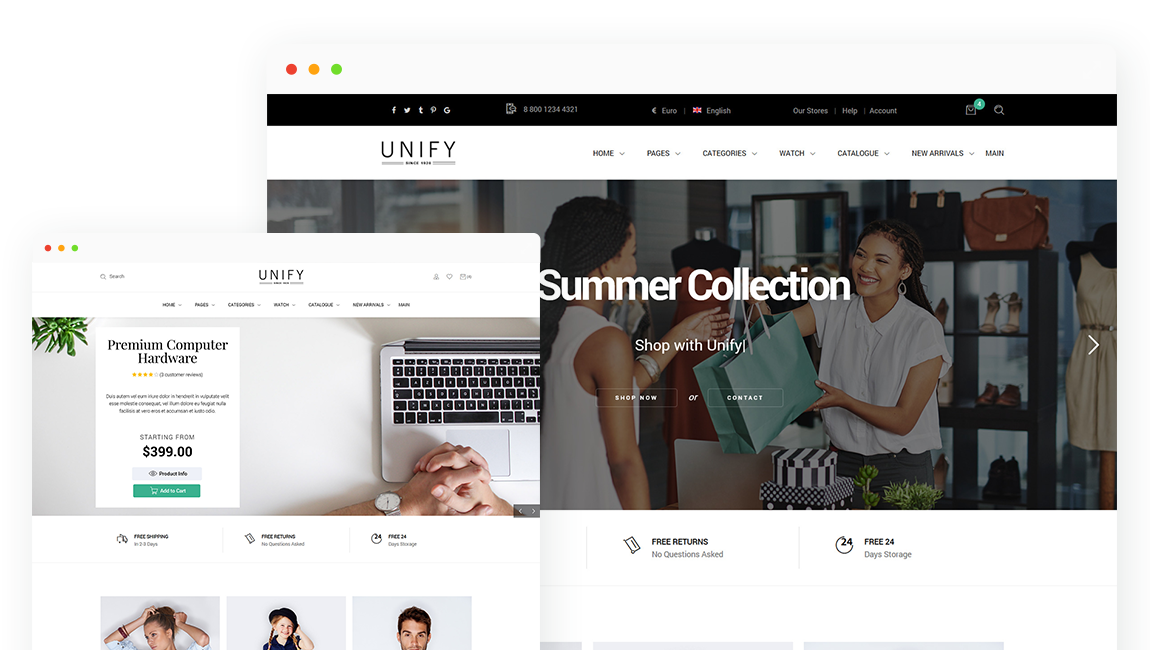 8 800 1234 4321
€ Euro | English
Our Stores | Help | Account
4
UNIFY
SINCE 1920
HOME PAGES CATEGORIES WATCH CATALOGUE NEW ARRIVALS MAIN
Summer Collection
Shop with Unify|
SHOP NOW or CONTACT
FREE RETURNS
No Questions Asked
24
FREE 24
Days Storage
Search
UNIFY
HOME PAGES CATEGORIES WATCH CATALOGUE NEW ARRIVALS MAIN
Premium Computer
Hardware
(3 customer reviews)
Duis autem vel eum iriure dolor in hendrerit in vulputate velit
esse molestie consequat, vel illum dolore eu feugiat nulla
facilisis at vero eros et accumsan et iusto odio.
STARTING FROM
$399.00
Product Info
Add to Cart
FREE SHIPPING
In 2-3 Days
FREE RETURNS
No Questions Asked
24
FREE 24
Days Storage